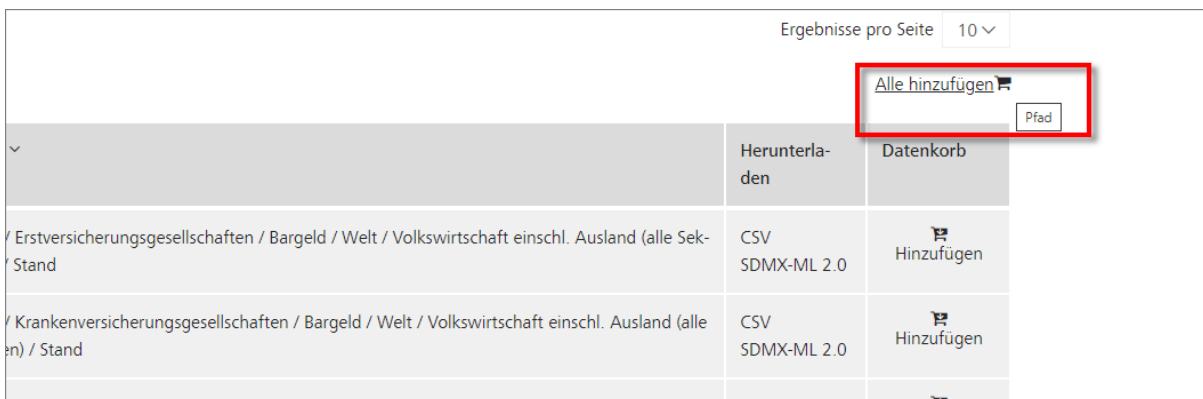 Ergebnisse pro Seite 10
Alle hinzufügen
Pfad
Herunterla-
den
Datenkorb
/ Erstversicherungsgesellschaften / Bargeld / Welt / Volkswirtschaft einschl. Ausland (alle Sek-
/ Stand
CSV
SDMX-ML 2.0
Hinzufügen
/ Krankenversicherungsgesellschaften / Bargeld / Welt / Volkswirtschaft einschl. Ausland (alle
en) / Stand
CSV
SDMX-ML 2.0
Hinzufügen